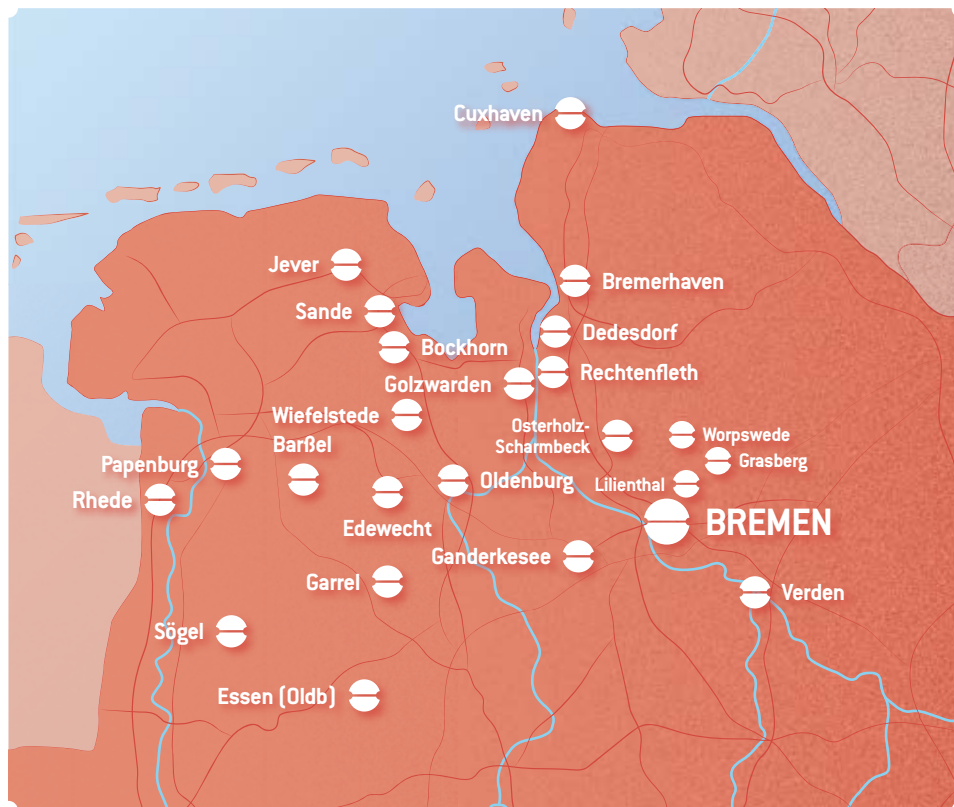 Cuxhaven
Jever
Bremerhaven
Sande
Dedesdorf
Bockhorn
Rechtenfleth
Golzwarden
Wiefelstede
Osterholz-
Scharmbeck
Worpswede
Barßel
Grasberg
Papenburg
Oldenburg
Lilienthal
Rhede
Edewecht
BREMEN
Ganderkesee
Garrel
Verden
Sögel
Essen (Oldb)